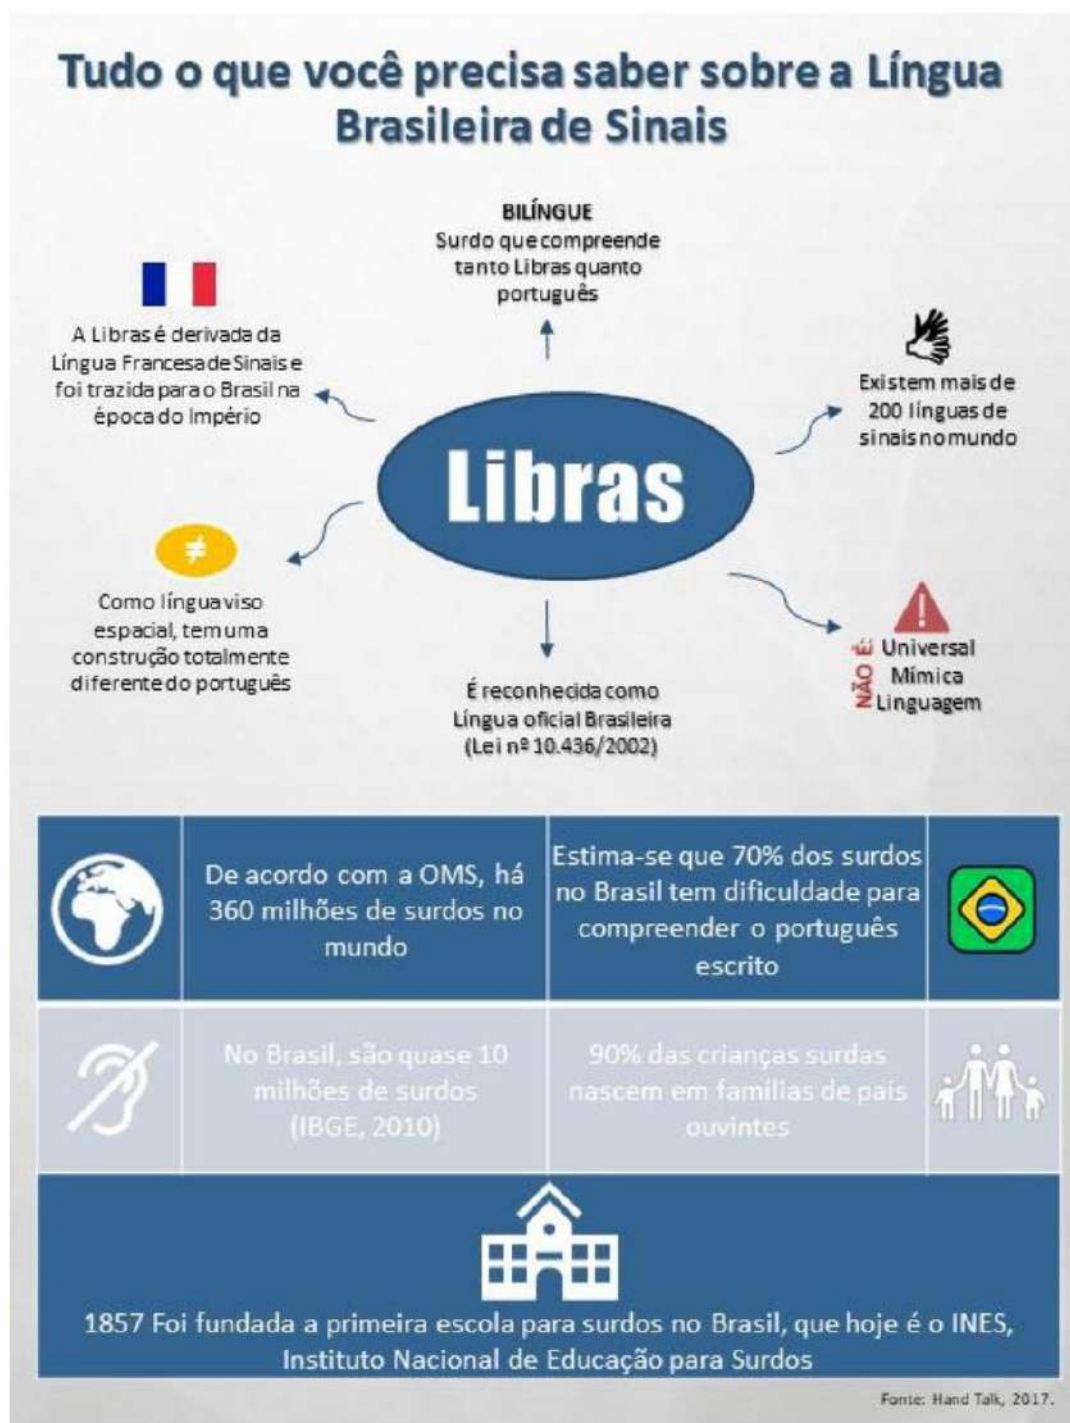 Tudo o que você precisa saber sobre a Língua
Brasileira de Sinais
BILÍNGUE
Surdo que compreende
tanto Libras quanto
português
A Libras é derivada da
Língua Francesa de Sinais e
foi trazida para o Brasil na
época do Império
Existem mais de
200 línguas de
sinais no mundo
Libras
≠
Como língua viso
espacial, tem uma
construção totalmente
diferente do português
É reconhecida como
Língua oficial Brasileira
(Lei nº 10.436/2002)
NÃO É:
Universal
Mímica
Linguagem
De acordo com a OMS, há
360 milhões de surdos no
mundo
Estima-se que 70% dos surdos
no Brasil tem dificuldade para
compreender o português
escrito
No Brasil, são quase 10
milhões de surdos
(IBGE, 2010)
90% das crianças surdas
nascem em famílias de pais
ouvintes
1857 Foi fundada a primeira escola para surdos no Brasil, que hoje é o INES,
Instituto Nacional de Educação para Surdos
Fonte: Hand Talk, 2017.